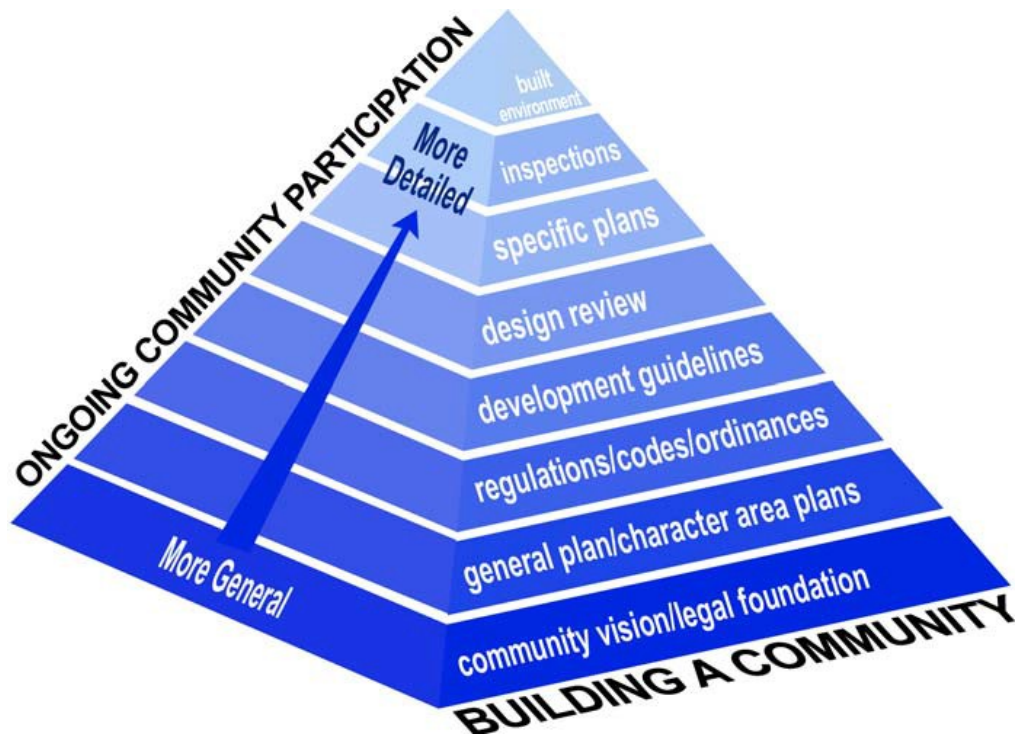 ONGOING COMMUNITY PARTICIPATION
built
environment
More
Detailed
inspections
specific plans
design review
development guidelines
regulations/codes/ordinances
general plan/character area plans
More General
community vision/legal foundation
BUILDING A COMMUNITY